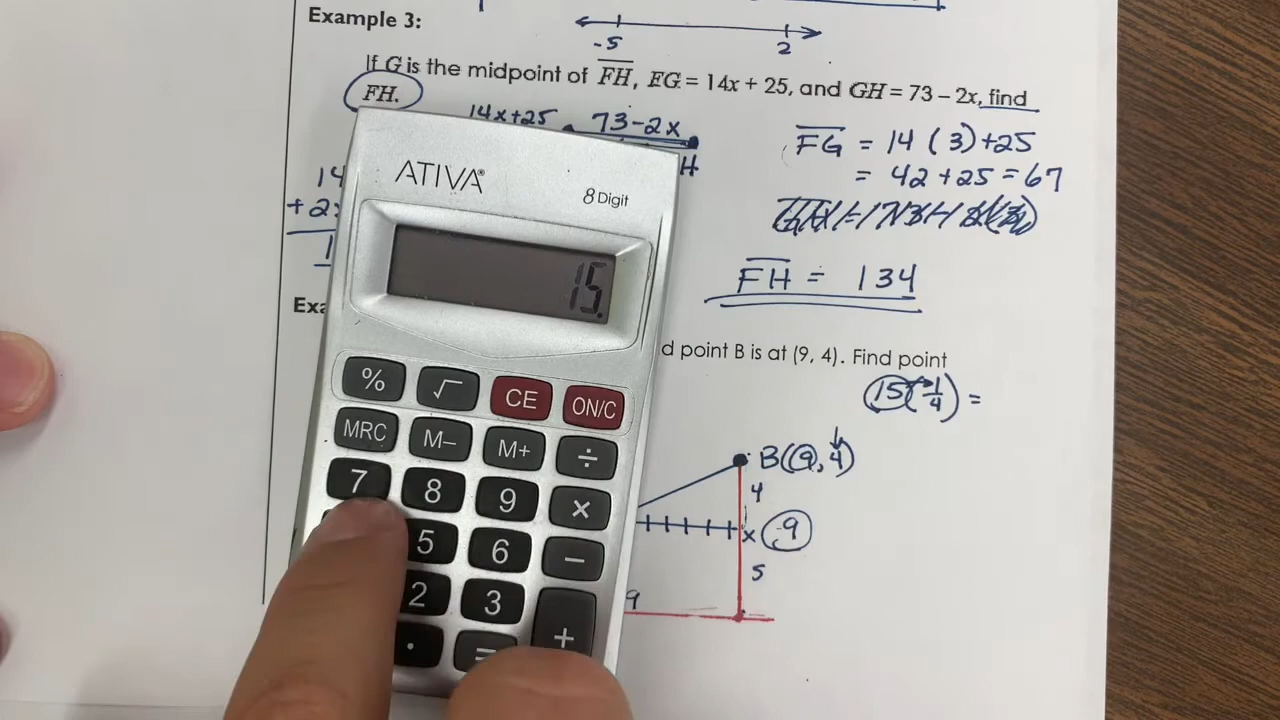 Example 3:
-5
2
If G is the midpoint of FH, FG = 14x + 25, and GH = 73 – 2x, find
FH.
14x+25
73-2x
H
FG = 14 (3)+25
= 42 +25 = 67
FH = 134
14
+2x
1
ATIVA®
8 Digit
15.
% √ CE ON/C
MRC M– M+ ÷
7 8 9 ×
5 6 –
2 3 +
. =
Exa
d point B is at (9, 4). Find point
15(1/4) =
B(9, 4)
4
x 9
5
9